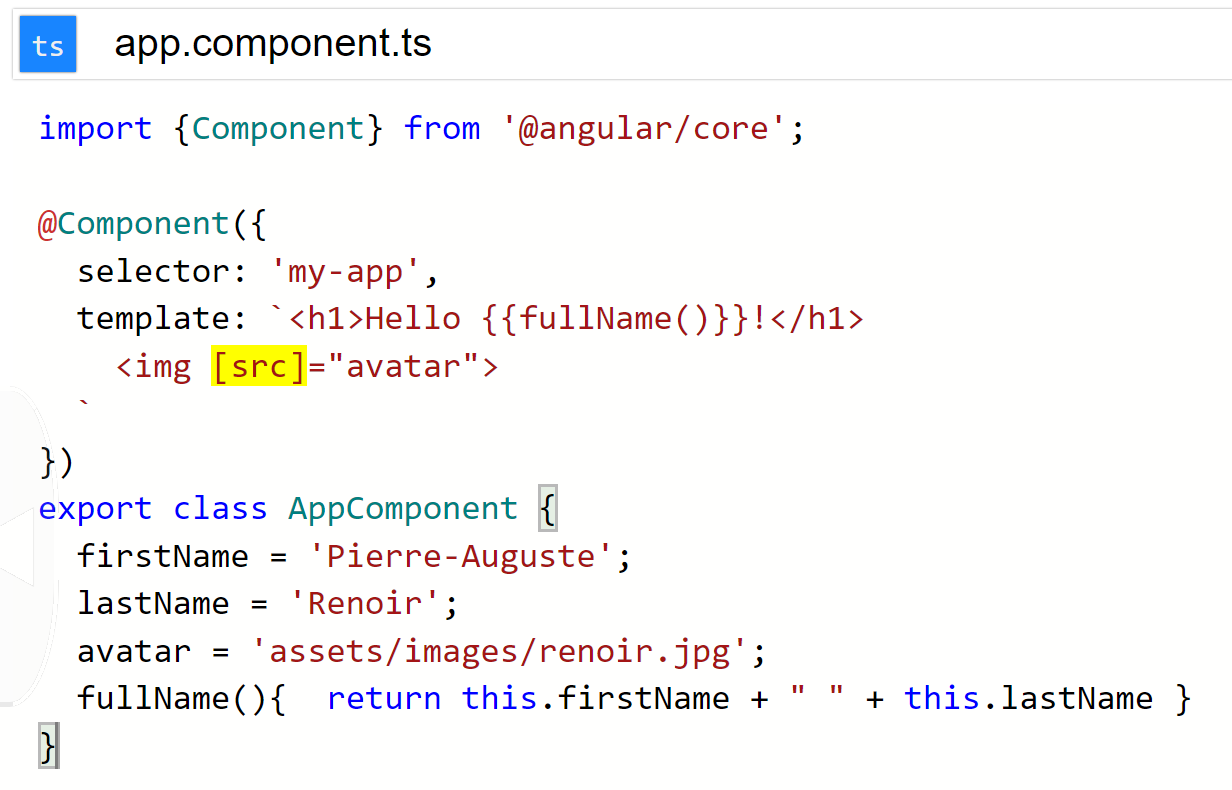 ts app.component.ts
import {Component} from '@angular/core';
@Component({
selector: 'my-app',
template: `<h1>Hello {{fullName()}}!</h1>
<img [src]="avatar">
`
})
export class AppComponent {
firstName = 'Pierre-Auguste';
lastName = 'Renoir';
avatar = 'assets/images/renoir.jpg';
fullName(){  return this.firstName + " " + this.lastName }
}